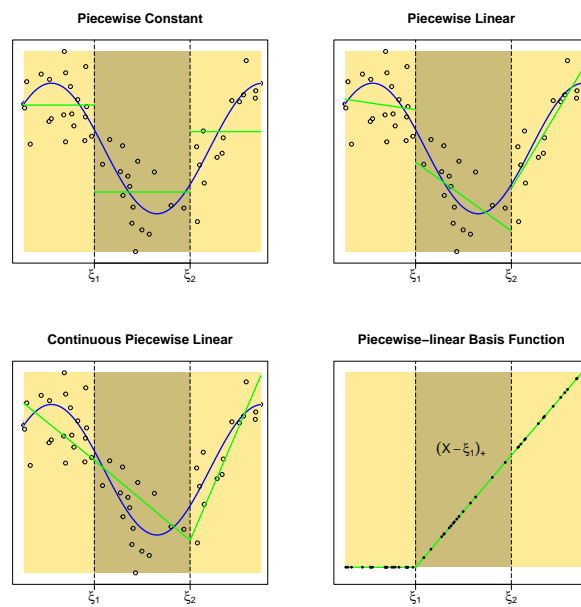 Piecewise Constant
ξ1 ξ2
Piecewise Linear
ξ1 ξ2
Continuous Piecewise Linear
ξ1 ξ2
Piecewise−linear Basis Function
(X − ξ1)+
ξ1 ξ2